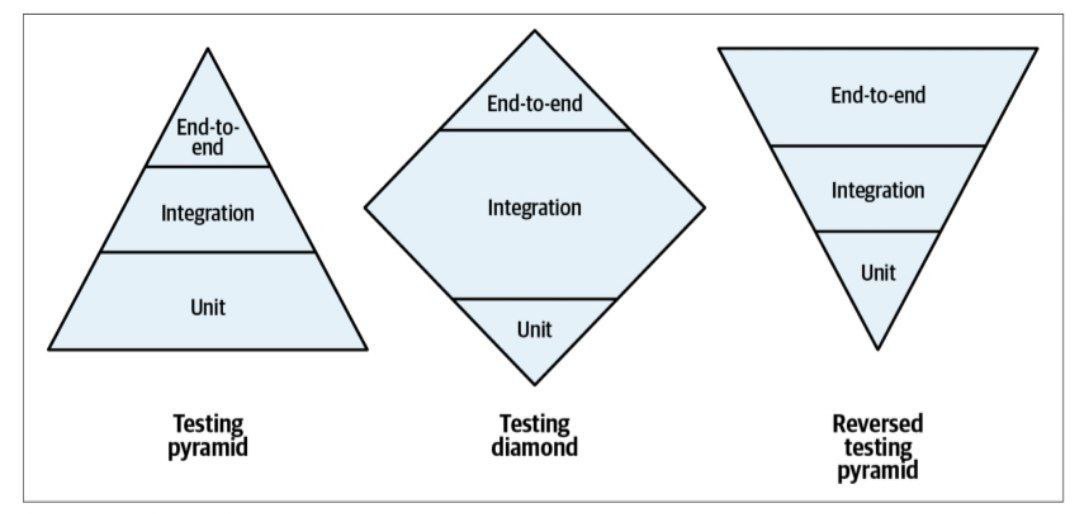 End-to-
end
Integration
Unit
Testing
pyramid
End-to-end
Integration
Unit
Testing
diamond
End-to-end
Integration
Unit
Reversed
testing
pyramid